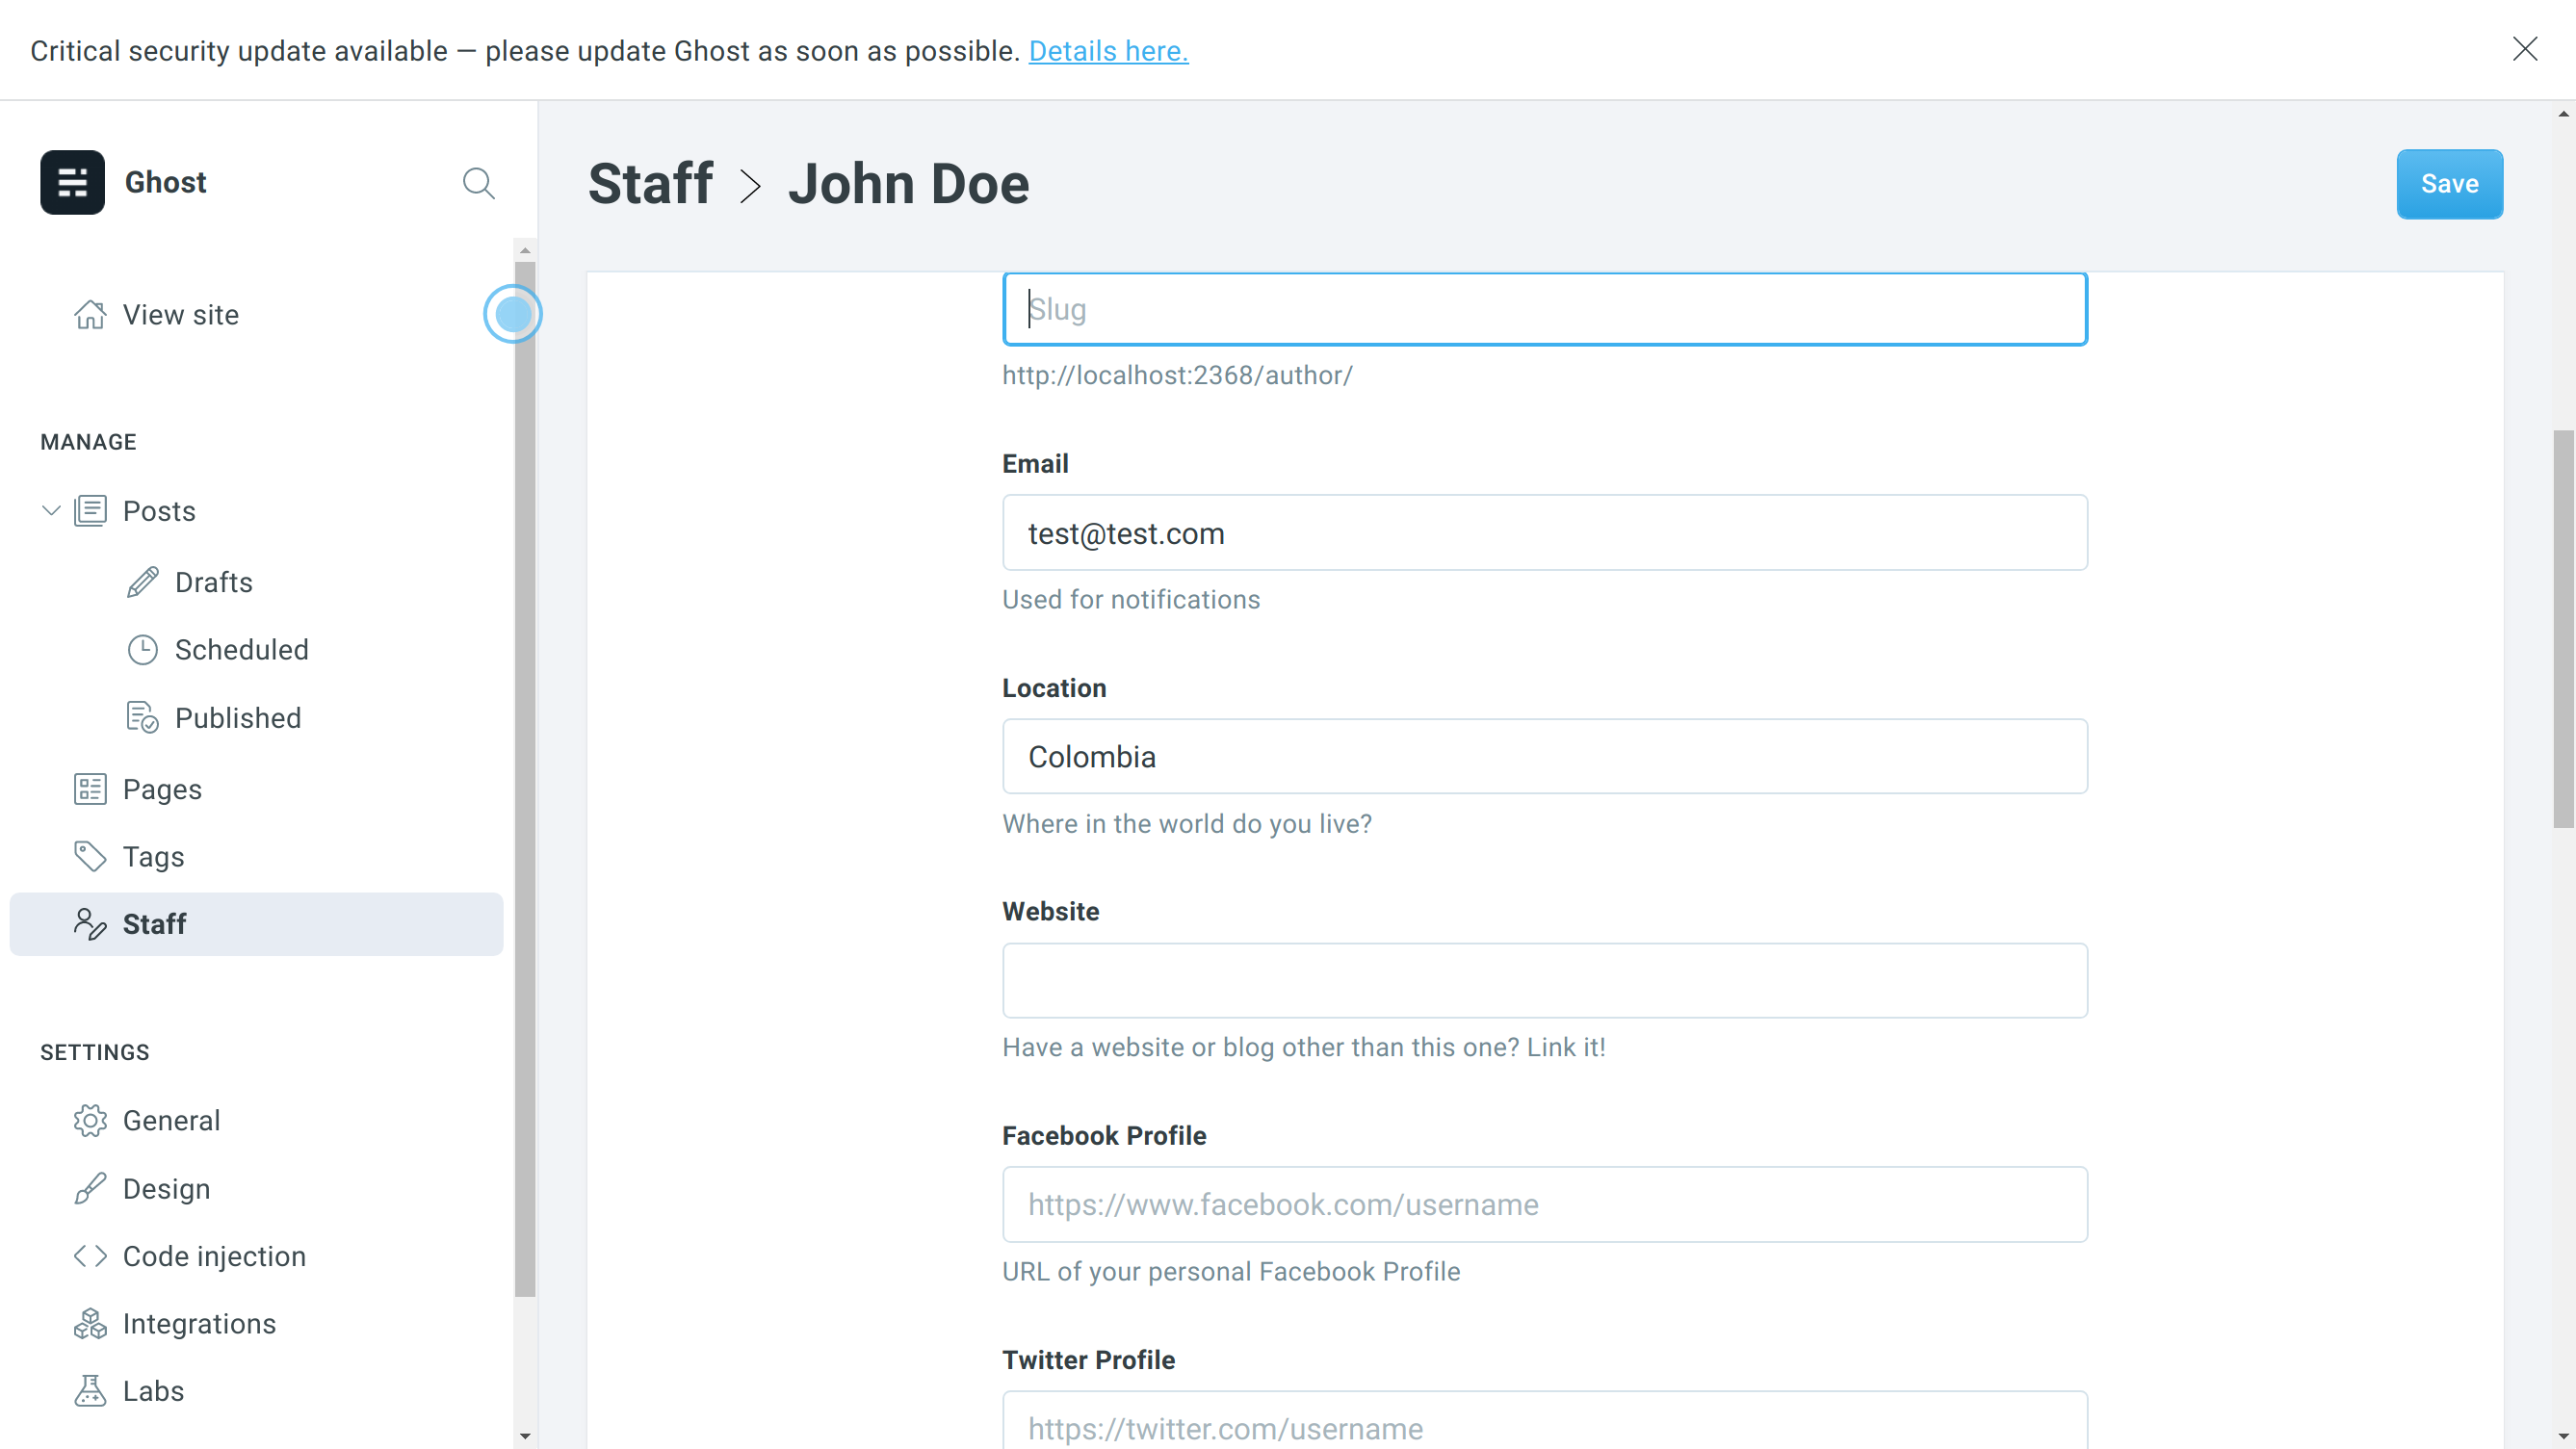 Critical security update available — please update Ghost as soon as possible. Details here.
Ghost
View site
MANAGE
Posts
Drafts
Scheduled
Published
Pages
Tags
Staff
SETTINGS
General
Design
Code injection
Integrations
Labs
Staff > John Doe
Save
Slug
http://localhost:2368/author/
Email
test@test.com
Used for notifications
Location
Colombia
Where in the world do you live?
Website
Have a website or blog other than this one? Link it!
Facebook Profile
https://www.facebook.com/username
URL of your personal Facebook Profile
Twitter Profile
https://twitter.com/username